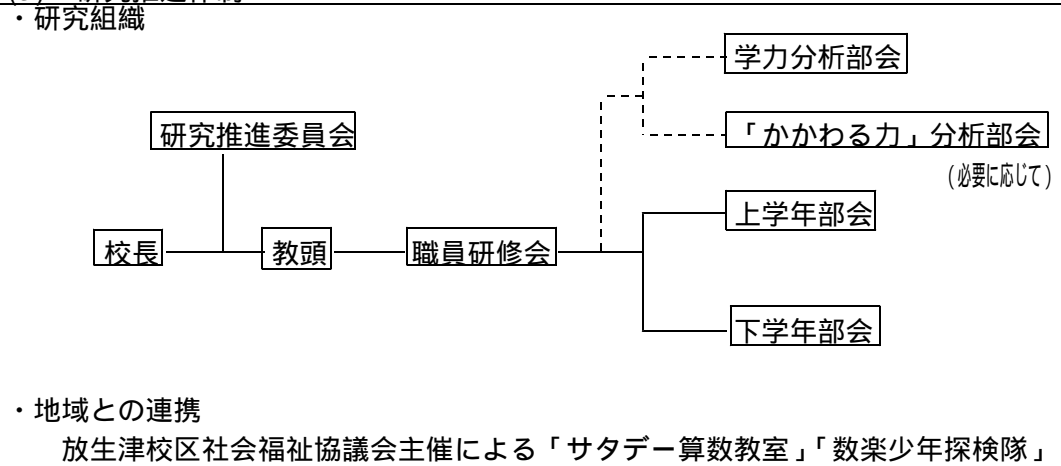 ・研究組織
学力分析部会
研究推進委員会
「かかわる力」分析部会
(必要に応じて)
上学年部会
校長
教頭
職員研修会
下学年部会
・地域との連携
放生津校区社会福祉協議会主催による「サタデー算数教室」「数楽少年探検隊」